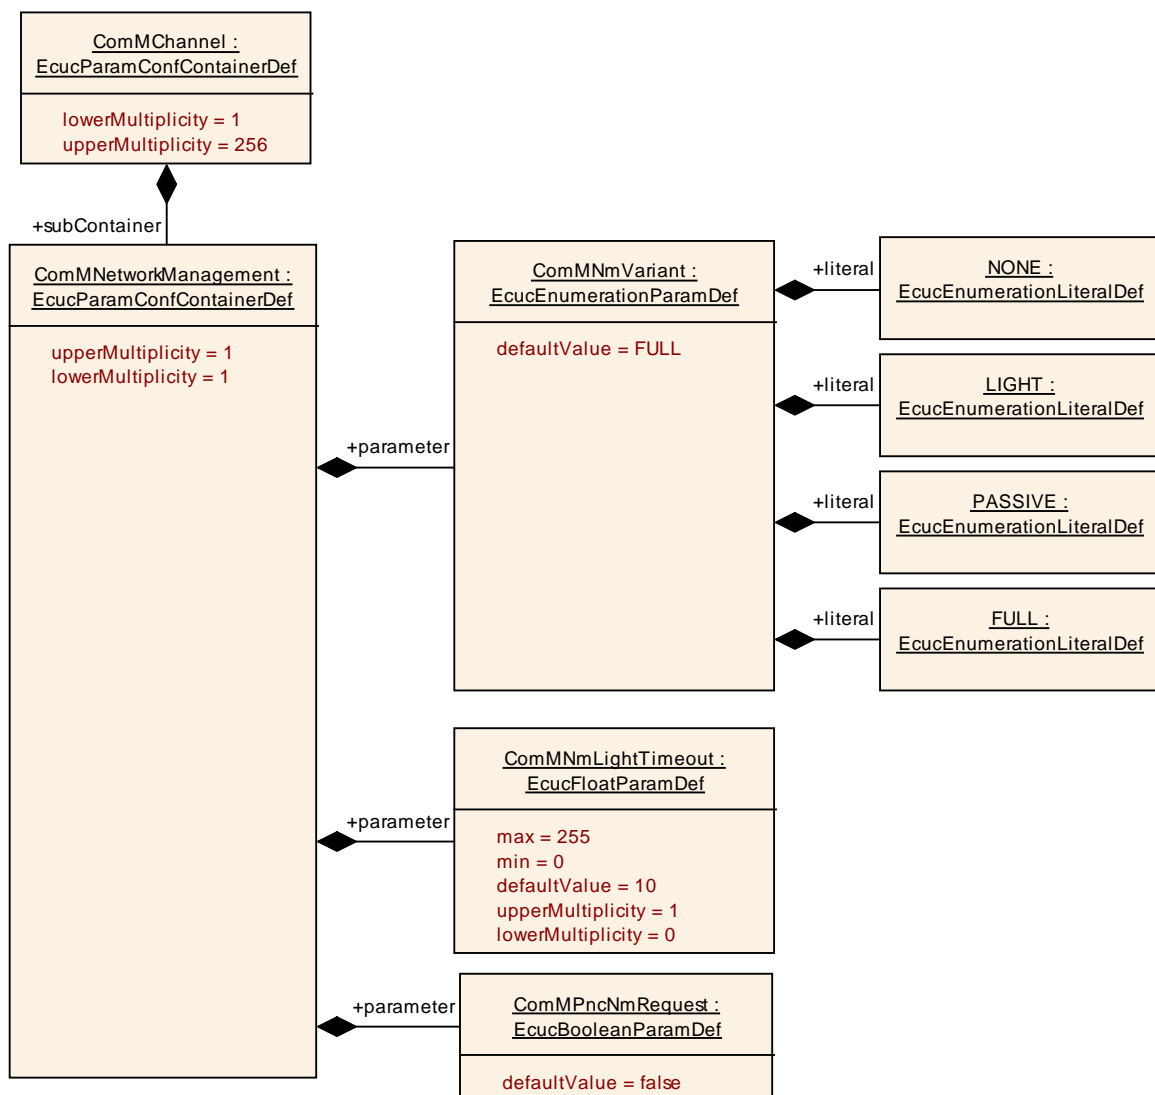 ComMChannel :
EcucParamConfContainerDef
lowerMultiplicity = 1
upperMultiplicity = 256
+subContainer
ComMNetworkManagement :
EcucParamConfContainerDef
upperMultiplicity = 1
lowerMultiplicity = 1
+parameter
ComMNmVariant :
EcucEnumerationParamDef
defaultValue = FULL
+literal
NONE :
EcucEnumerationLiteralDef
+literal
LIGHT :
EcucEnumerationLiteralDef
+literal
PASSIVE :
EcucEnumerationLiteralDef
+literal
FULL :
EcucEnumerationLiteralDef
+parameter
ComMNmLightTimeout :
EcucFloatParamDef
max = 255
min = 0
defaultValue = 10
upperMultiplicity = 1
lowerMultiplicity = 0
+parameter
ComMPncNmRequest :
EcucBooleanParamDef
defaultValue = false